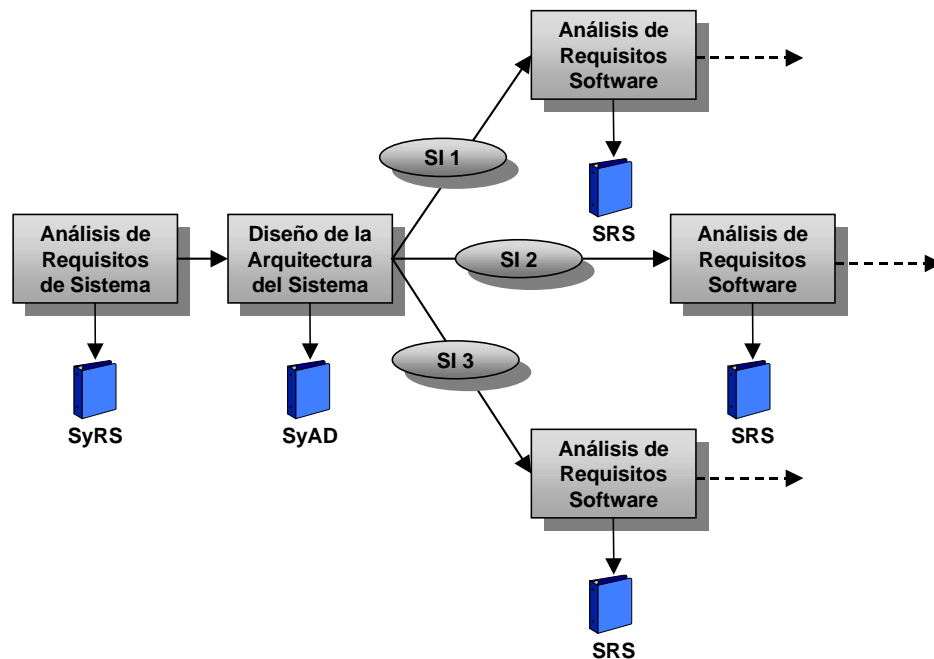 Análisis de
Requisitos
Software
SI 1
SRS
Análisis de
Requisitos
de Sistema
Diseño de la
Arquitectura
del Sistema
SI 2
Análisis de
Requisitos
Software
SI 3
SyRS
SyAD
SRS
Análisis de
Requisitos
Software
SRS